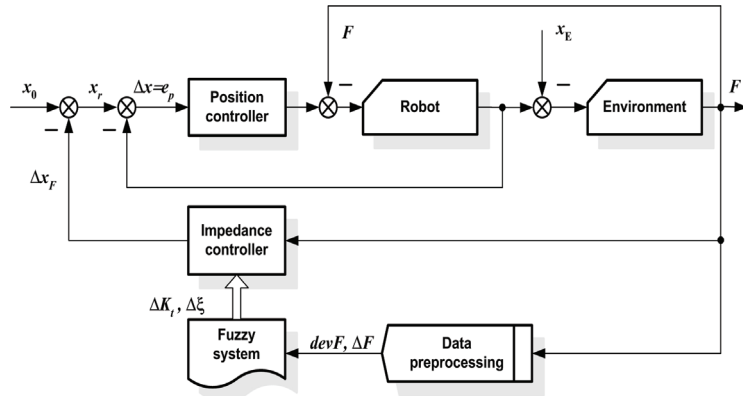 F
x_E
F
x_0
x_r
Δx=e_p
Position
controller
Robot
Environment
Δx_F
Impedance
controller
ΔK_t , Δξ
Fuzzy
system
devF, ΔF
Data
preprocessing